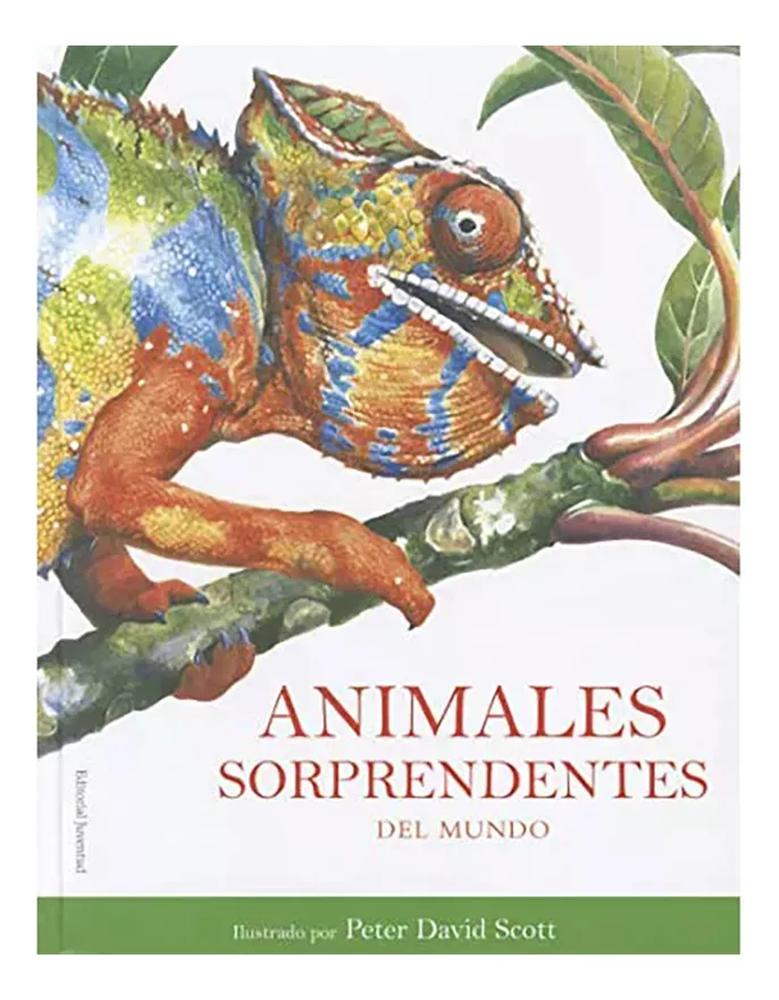 ANIMALES
SORPRENDENTES
DEL MUNDO
Editorial Juventud
Ilustrado por Peter David Scott